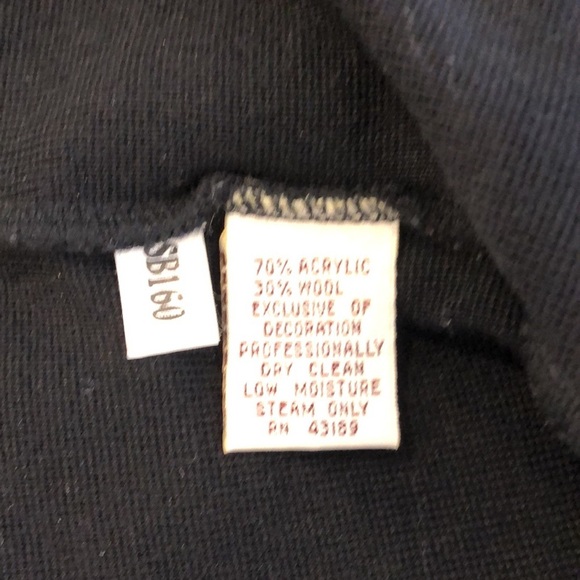 SB160
70% ACRYLIC
30% WOOL
EXCLUSIVE OF
DECORATION
PROFESSIONALLY
DRY CLEAN
LOW MOISTURE
STEAM ONLY
RN 43189